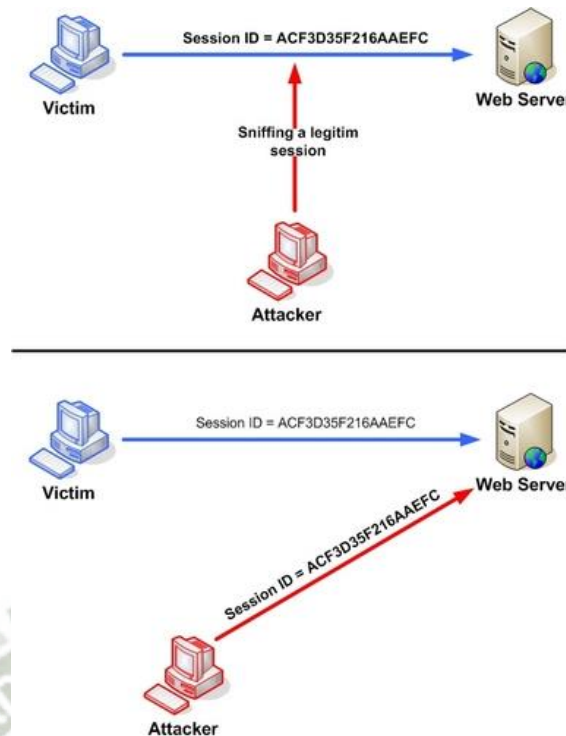 Session ID = ACF3D35F216AAEFC
Victim
Web Server
Sniffing a legitim
session
Attacker
Session ID = ACF3D35F216AAEFC
Victim
Web Server
Session ID = ACF3D35F216AAEFC
Attacker